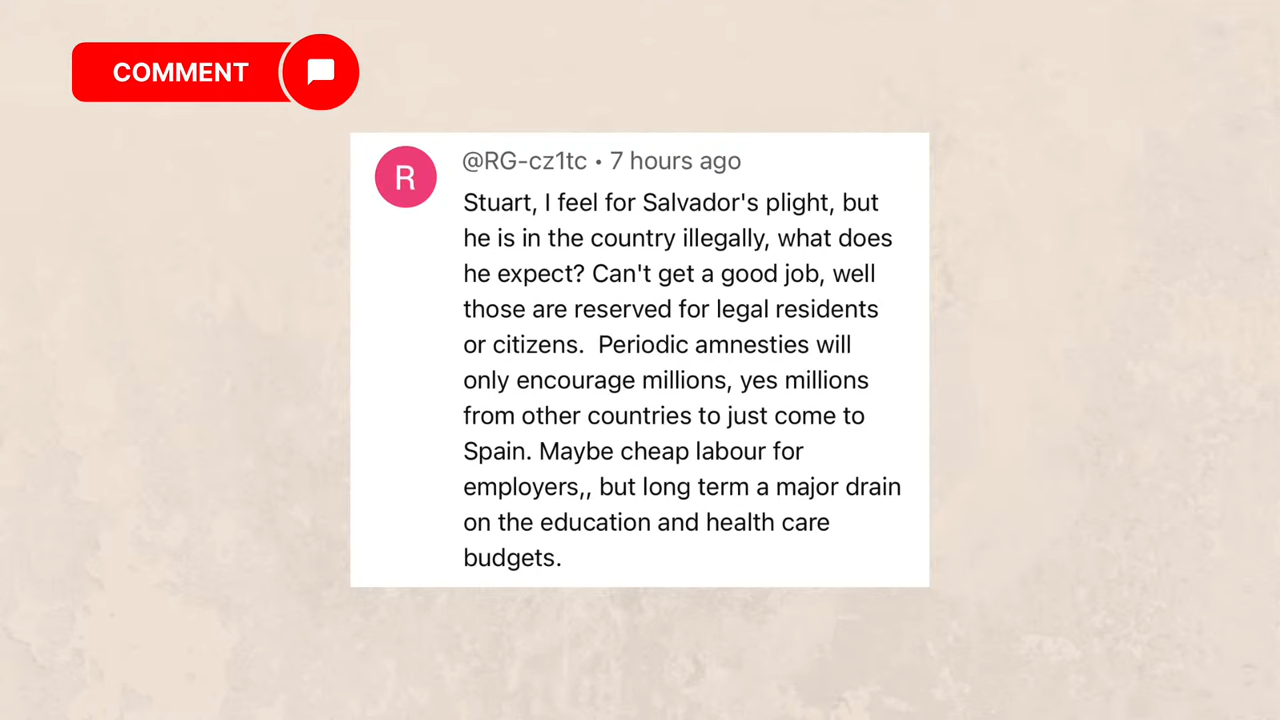 COMMENT
R
@RG-cz1tc • 7 hours ago
Stuart, I feel for Salvador's plight, but
he is in the country illegally, what does
he expect? Can't get a good job, well
those are reserved for legal residents
or citizens.  Periodic amnesties will
only encourage millions, yes millions
from other countries to just come to
Spain. Maybe cheap labour for
employers,, but long term a major drain
on the education and health care
budgets.